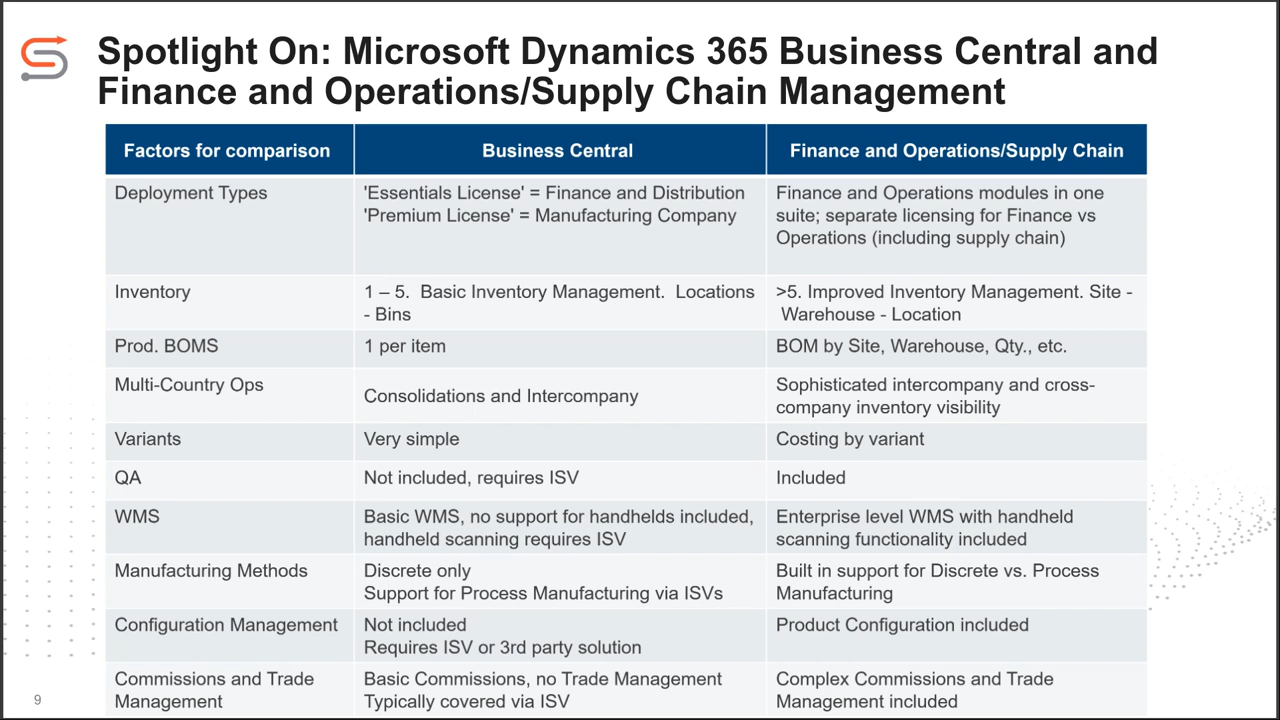 Spotlight On: Microsoft Dynamics 365 Business Central and
Finance and Operations/Supply Chain Management
Factors for comparison
Business Central
Finance and Operations/Supply Chain
Deployment Types
'Essentials License' = Finance and Distribution
'Premium License' = Manufacturing Company
Finance and Operations modules in one
suite; separate licensing for Finance vs
Operations (including supply chain)
Inventory
1 – 5.  Basic Inventory Management.  Locations
- Bins
>5. Improved Inventory Management. Site -
Warehouse - Location
Prod. BOMS
1 per item
BOM by Site, Warehouse, Qty., etc.
Multi-Country Ops
Consolidations and Intercompany
Sophisticated intercompany and cross-
company inventory visibility
Variants
Very simple
Costing by variant
QA
Not included, requires ISV
Included
WMS
Basic WMS, no support for handhelds included,
handheld scanning requires ISV
Enterprise level WMS with handheld
scanning functionality included
Manufacturing Methods
Discrete only
Support for Process Manufacturing via ISVs
Built in support for Discrete vs. Process
Manufacturing
Configuration Management
Not included
Requires ISV or 3rd party solution
Product Configuration included
Commissions and Trade
Management
Basic Commissions, no Trade Management
Typically covered via ISV
Complex Commissions and Trade
Management included
9